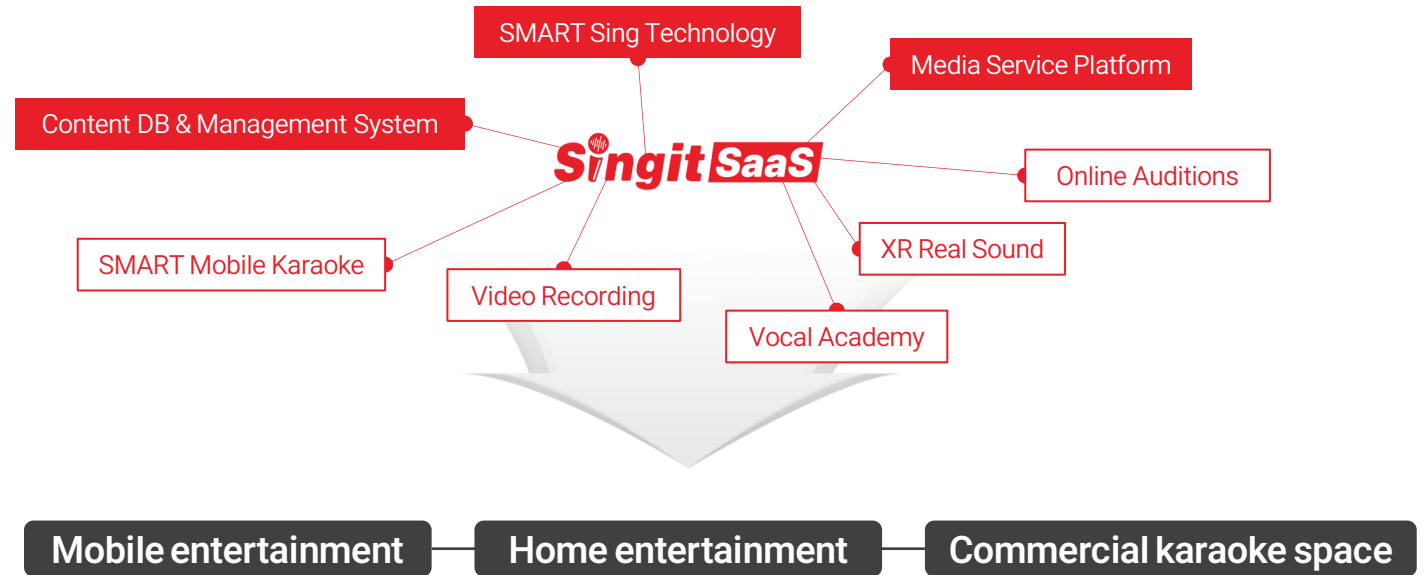 SMART Sing Technology
Media Service Platform
Content DB & Management System
Singit SaaS
Online Auditions
XR Real Sound
SMART Mobile Karaoke
Video Recording
Vocal Academy
Mobile entertainment
Home entertainment
Commercial karaoke space